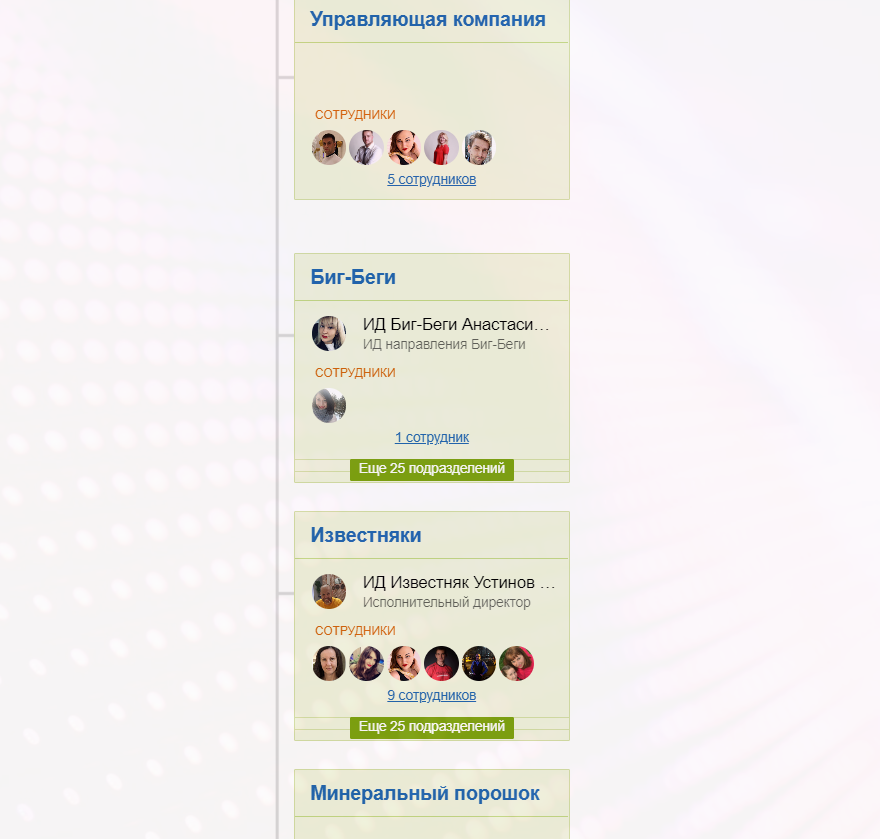 Управляющая компания
СОТРУДНИКИ
5 сотрудников
Биг-Беги
ИД Биг-Беги Анастаси...
ИД направления Биг-Беги
СОТРУДНИКИ
1 сотрудник
Еще 25 подразделений
Известняки
ИД Известняк Устинов ...
Исполнительный директор
СОТРУДНИКИ
9 сотрудников
Еще 25 подразделений
Минеральный порошок